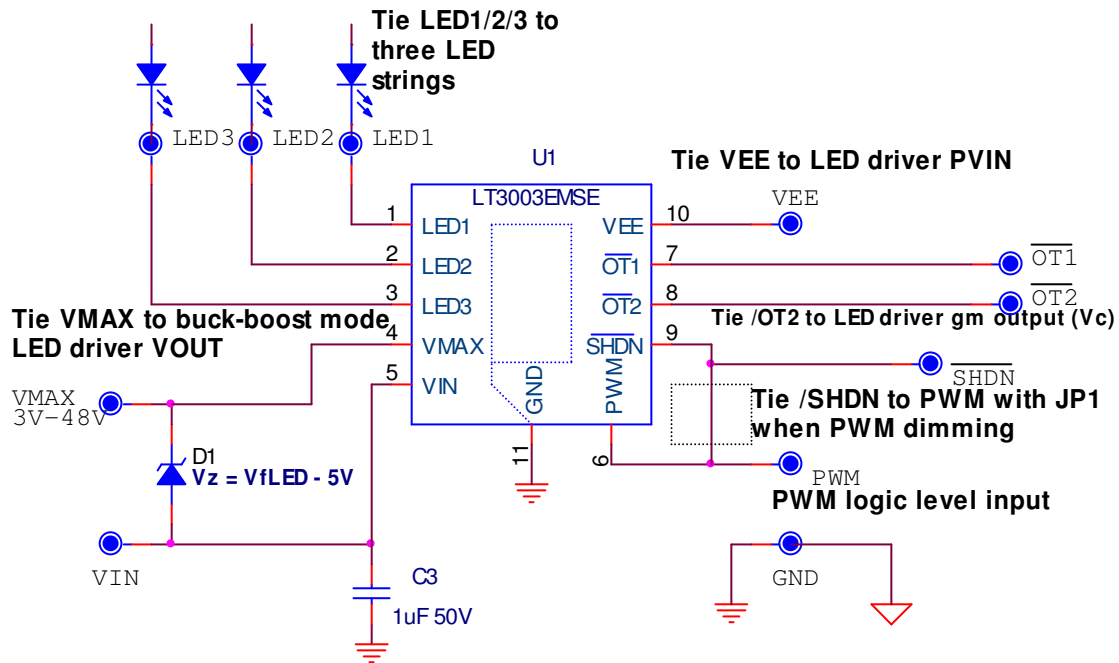 Tie LED1/2/3 to
three LED
strings
LED3
LED2
LED1
U1
LT3003EMSE
Tie VEE to LED driver PVIN
VEE
1
LED1
VEE
10
2
LED2
OT1
7
OT1
3
LED3
OT2
8
OT2
Tie VMAX to buck-boost mode
LED driver VOUT
Tie /OT2 to LED driver gm output (Vc)
4
VMAX
SHDN
9
SHDN
5
VIN
GND
PWM
11
6
VMAX
3V-48V
Tie /SHDN to PWM with JP1
when PWM dimming
D1
Vz = VfLED - 5V
PWM
PWM logic level input
VIN
C3
1uF 50V
GND